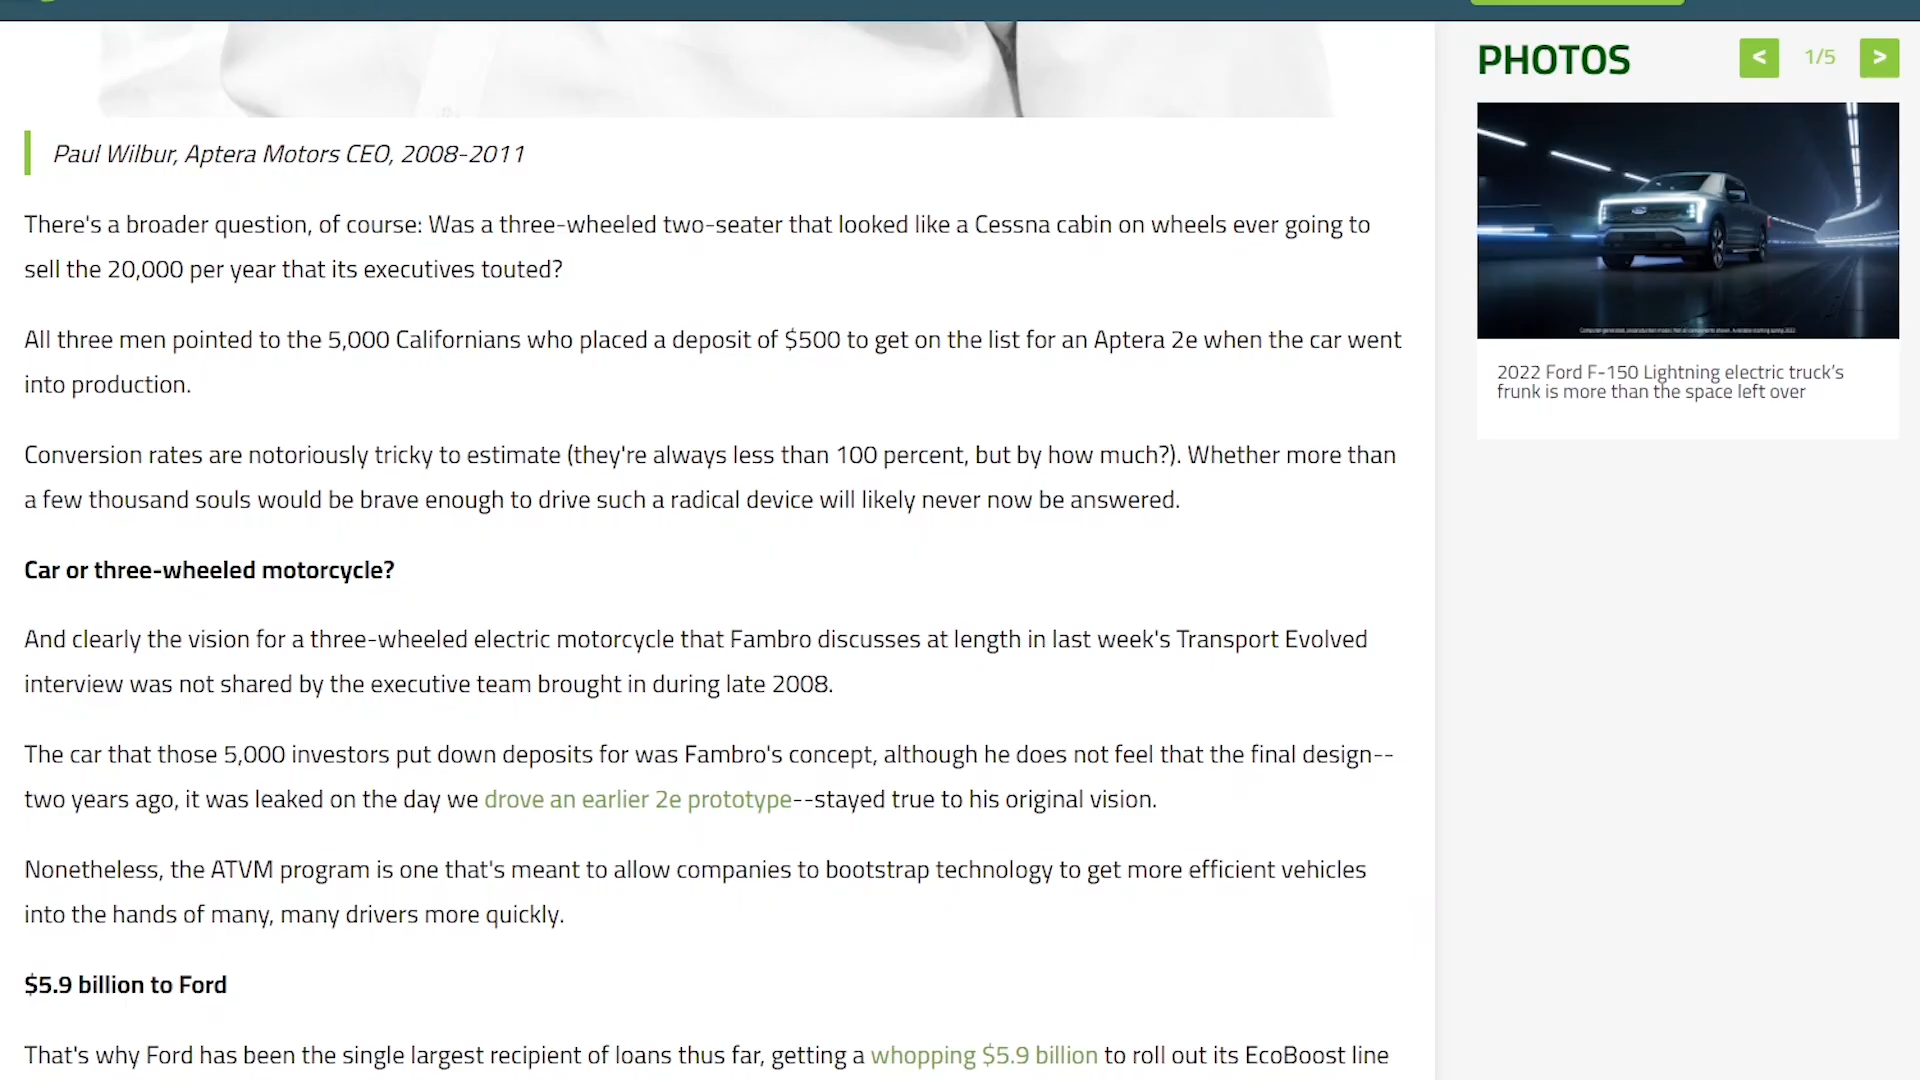 Paul Wilbur, Aptera Motors CEO, 2008-2011
There's a broader question, of course: Was a three-wheeled two-seater that looked like a Cessna cabin on wheels ever going to
sell the 20,000 per year that its executives touted?
All three men pointed to the 5,000 Californians who placed a deposit of $500 to get on the list for an Aptera 2e when the car went
into production.
Conversion rates are notoriously tricky to estimate (they're always less than 100 percent, but by how much?). Whether more than
a few thousand souls would be brave enough to drive such a radical device will likely never now be answered.
Car or three-wheeled motorcycle?
And clearly the vision for a three-wheeled electric motorcycle that Fambro discusses at length in last week's Transport Evolved
interview was not shared by the executive team brought in during late 2008.
The car that those 5,000 investors put down deposits for was Fambro's concept, although he does not feel that the final design--
two years ago, it was leaked on the day we drove an earlier 2e prototype--stayed true to his original vision.
Nonetheless, the ATVM program is one that's meant to allow companies to bootstrap technology to get more efficient vehicles
into the hands of many, many drivers more quickly.
$5.9 billion to Ford
That's why Ford has been the single largest recipient of loans thus far, getting a whopping $5.9 billion to roll out its EcoBoost line
PHOTOS
< 1/5 >
2022 Ford F-150 Lightning electric truck's
frunk is more than the space left over